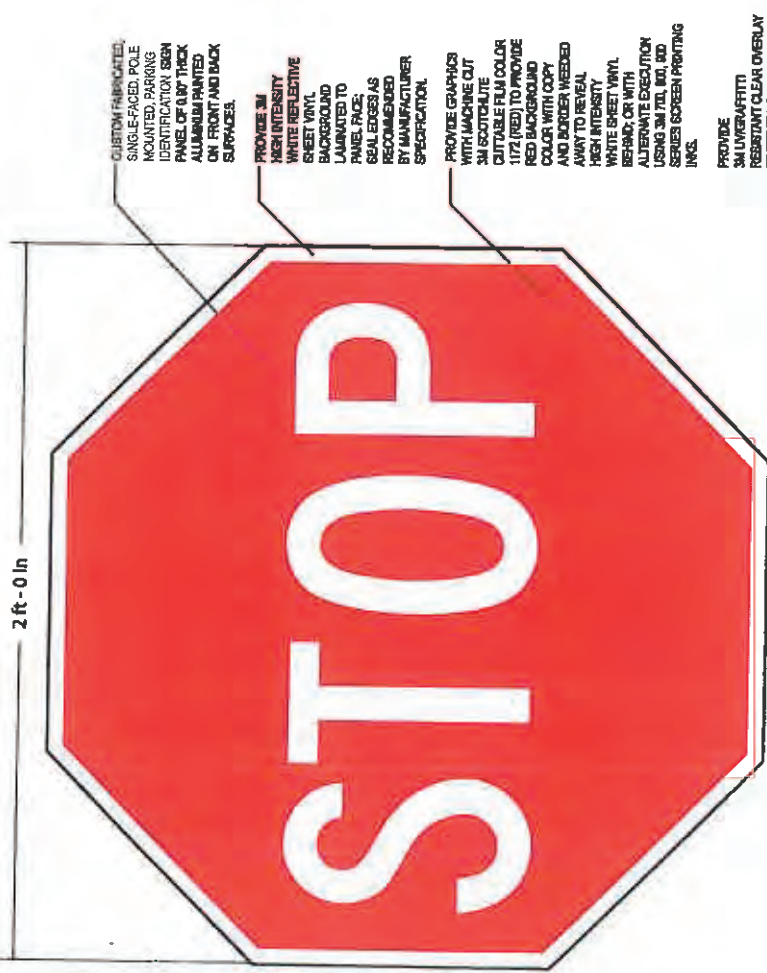 2 ft - 0 In
STOP
CUSTOM FABRICATED,
SINGLE-FACED, POLE
MOUNTED, PARKING
IDENTIFICATION SIGN
PANEL OF 0.90" THICK
ALUMINUM PAINTED
ON FRONT AND BACK
SURFACES.
PROVIDE 3M
HIGH INTENSITY
WHITE REFLECTIVE
SHEET VINYL
BACKGROUND
LAMINATED TO
PANEL FACE;
SEAL EDGES AS
RECOMMENDED
BY MANUFACTURER
SPECIFICATION.
PROVIDE GRAPHICS
WITH MACHINE CUT
3M SCOTCHLITE
CUTTABLE FILM COLOR
1172 (RED) TO PROVIDE
RED BACKGROUND
COLOR WITH COPY
AND BORDER WEEDED
AWAY TO REVEAL
HIGH INTENSITY
WHITE SHEET VINYL
BEHIND; OR WITH
ALTERNATE EXECUTION
USING 3M 700, 800, 900
SERIES SCREEN PRINTING
INKS.
PROVIDE
3M UV/GRAFFITTI
RESISTANT CLEAR OVERLAY